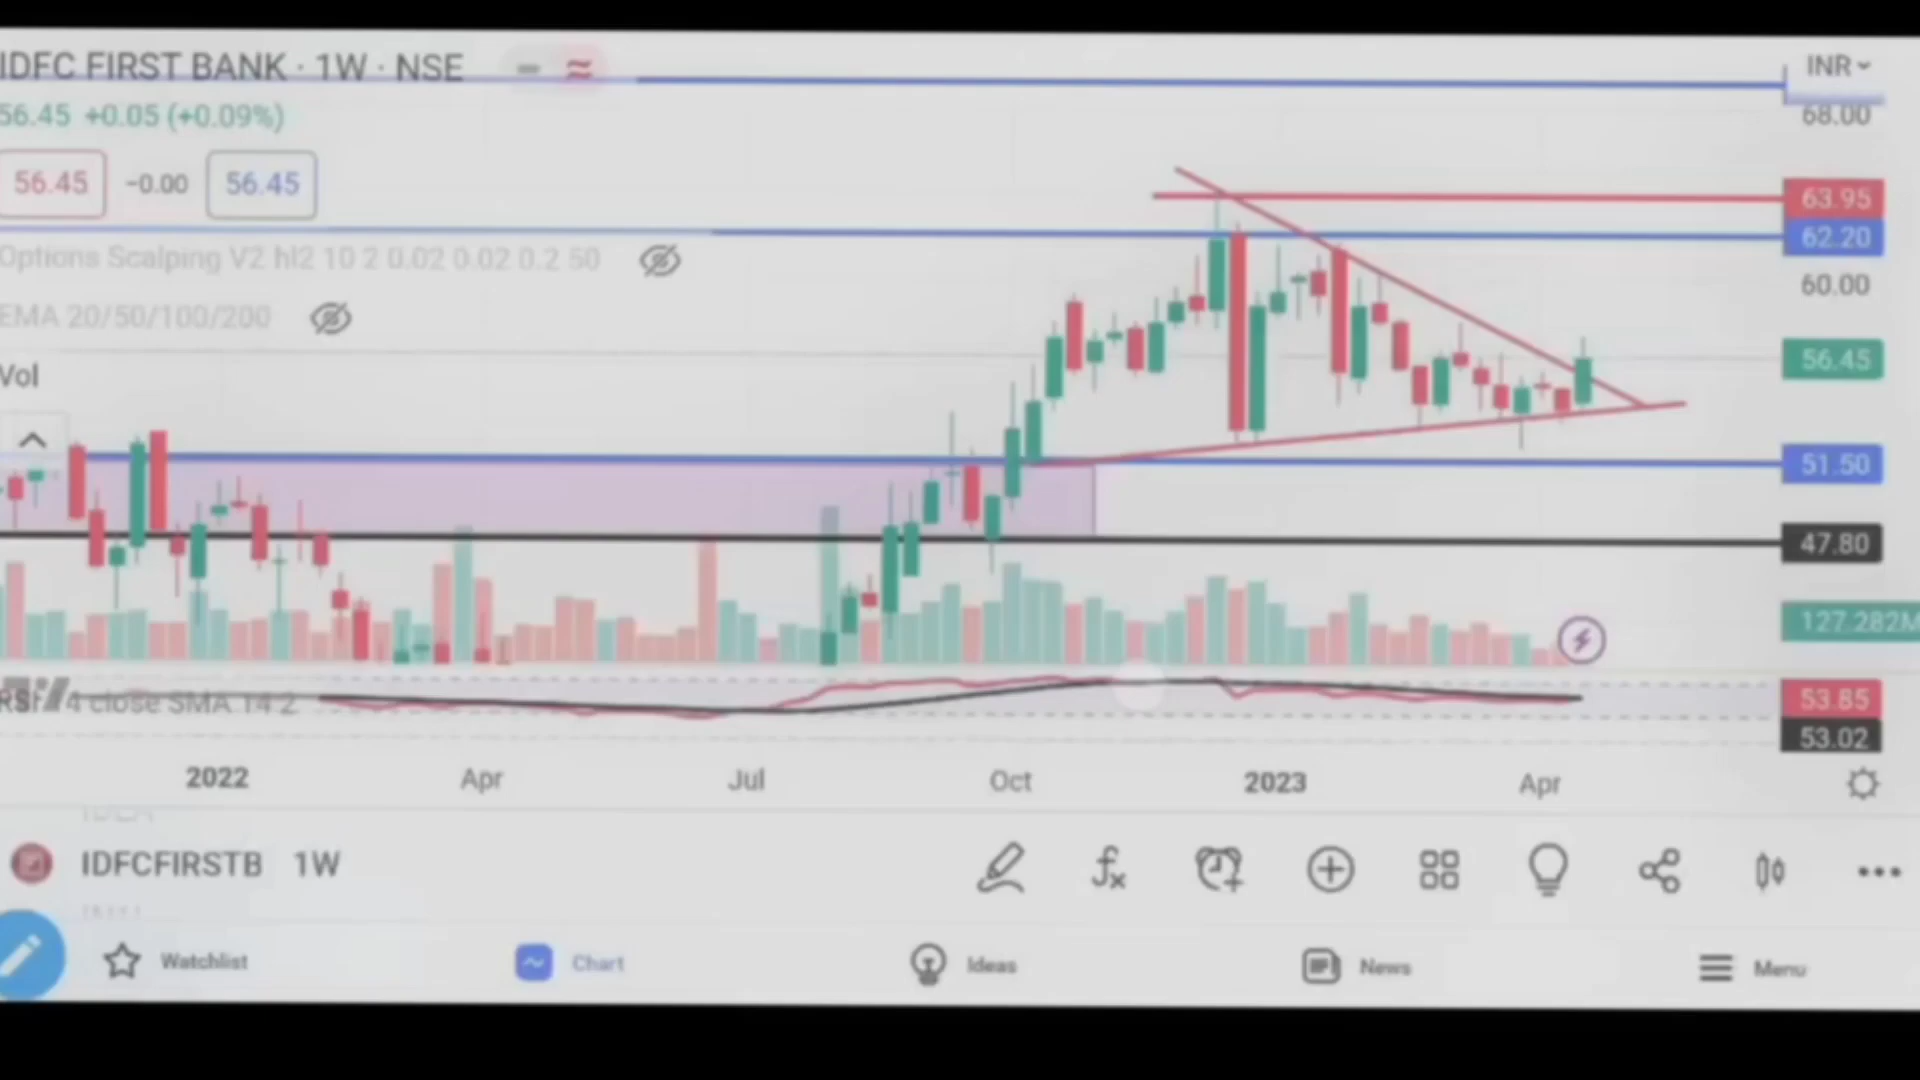 IDFC FIRST BANK · 1W · NSE
INR
56.45 +0.05 (+0.09%)
68.00
56.45 −0.00 56.45
63.95
62.20
Options Scalping V2 hl2 10 2 0.02 0.02 0.2 50
60.00
EMA 20/50/100/200
56.45
Vol
51.50
47.80
127.282M
4 close SMA 14 2
53.85
53.02
2022 Apr Jul Oct 2023 Apr
IDFCFIRSTB 1W
Watchlist Chart Ideas News Menu